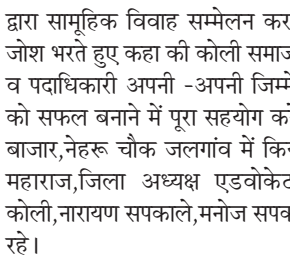 द्वारा सामूहिक विवाह सम्मेलन कर
जोश भरते हुए कहा की कोली समाज
व पदाधिकारी अपनी -अपनी जिम्मे
को सफल बनाने में पूरा सहयोग क
बाजार,नेहरू चौक जलगांव में कि
महाराज,जिला अध्यक्ष एडवोकेट
कोली,नारायण सपकाले,मनोज सपक
रहे।